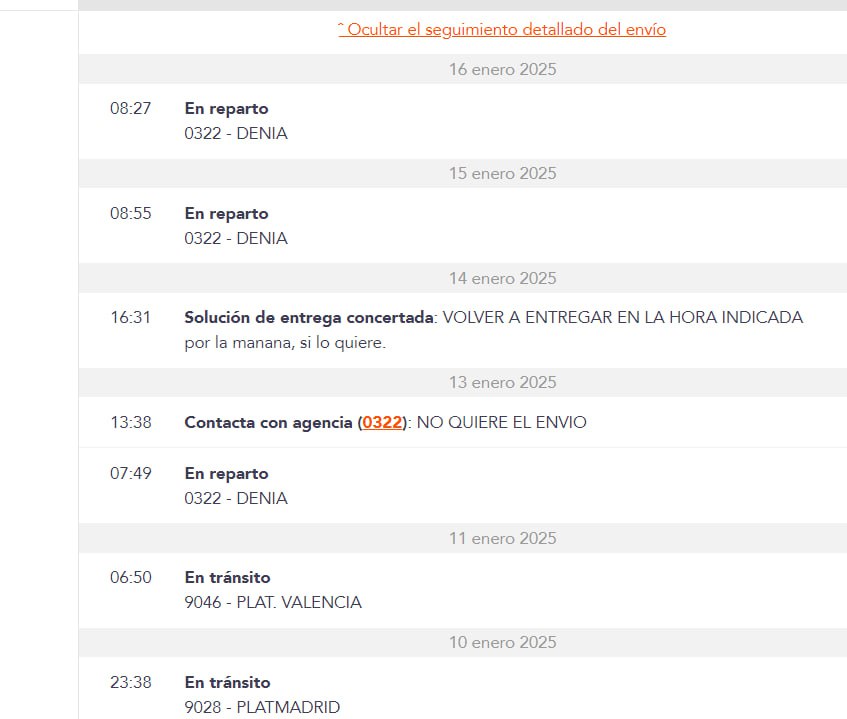 ˆ Ocultar el seguimiento detallado del envío
16 enero 2025
08:27 En reparto
0322 - DENIA
15 enero 2025
08:55 En reparto
0322 - DENIA
14 enero 2025
16:31 Solución de entrega concertada: VOLVER A ENTREGAR EN LA HORA INDICADA
por la manana, si lo quiere.
13 enero 2025
13:38 Contacta con agencia (0322): NO QUIERE EL ENVIO
07:49 En reparto
0322 - DENIA
11 enero 2025
06:50 En tránsito
9046 - PLAT. VALENCIA
10 enero 2025
23:38 En tránsito
9028 - PLATMADRID